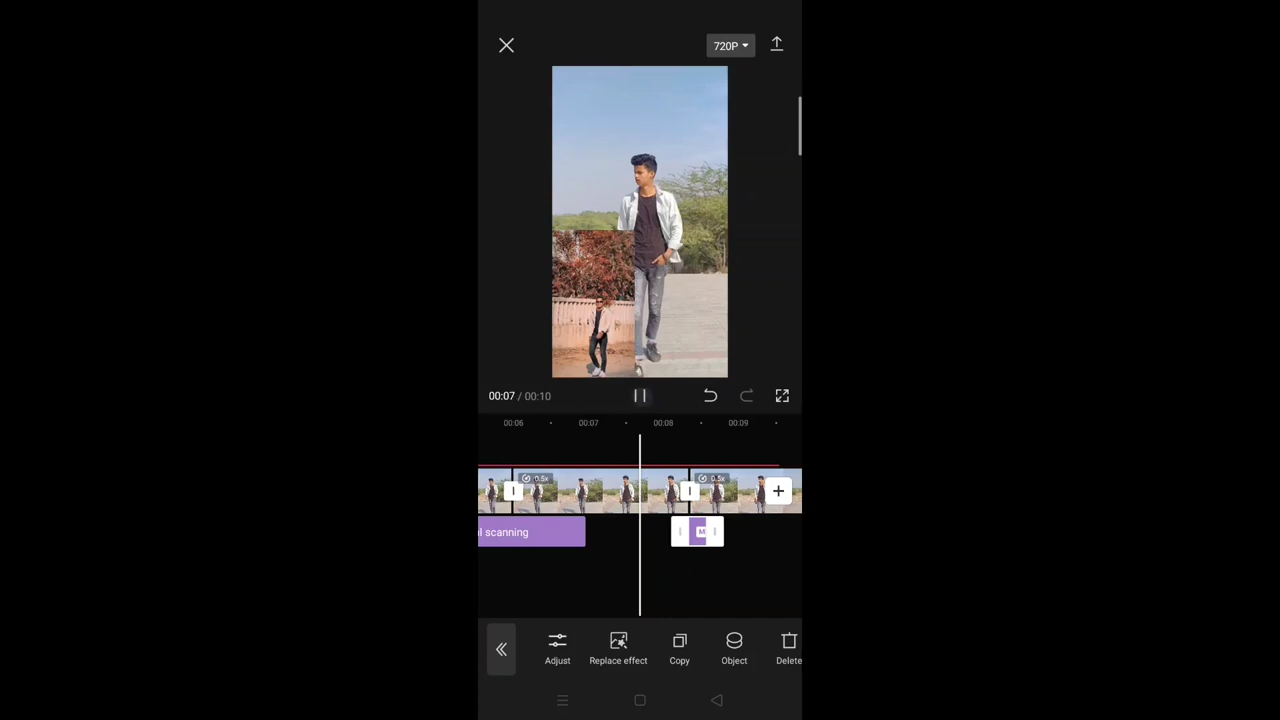 720P
00:07 / 00:10
00:06 00:07 00:08 00:09
0.5x 0.5x
l scanning M
Adjust Replace effect Copy Object Delete